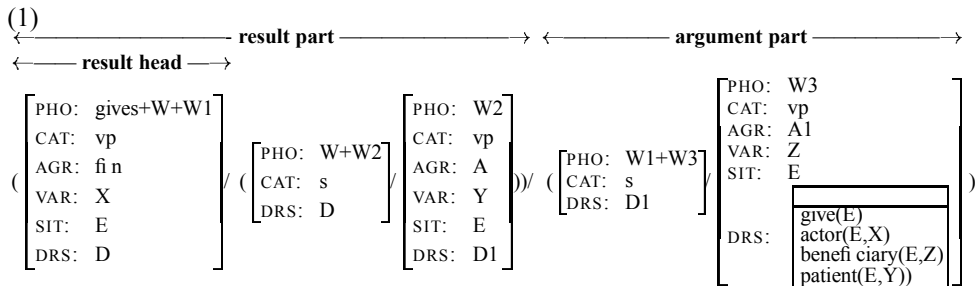 (1)
result part argument part
result head
( [PHO: gives+W+W1 CAT: vp AGR: fin VAR: X SIT: E DRS: D] / ( [PHO: W+W2 CAT: s DRS: D] / [PHO: W2 CAT: vp AGR: A VAR: Y SIT: E DRS: D1] ))/ ( [PHO: W1+W3 CAT: s DRS: D1] / [PHO: W3 CAT: vp AGR: A1 VAR: Z SIT: E DRS: give(E) actor(E,X) beneficiary(E,Z) patient(E,Y))] )